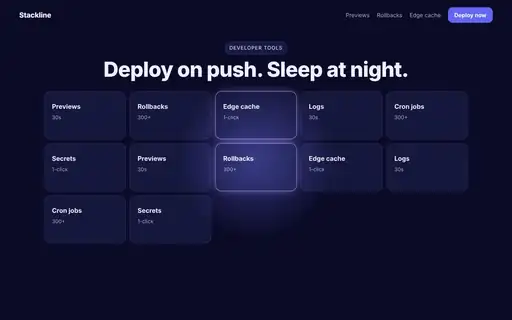 Stackline
Previews Rollbacks Edge cache Deploy now
DEVELOPER TOOLS
Deploy on push. Sleep at night.
Previews
30s
Rollbacks
300+
Edge cache
1-click
Logs
30s
Cron jobs
300+
Secrets
1-click
Previews
30s
Rollbacks
300+
Edge cache
1-click
Logs
30s
Cron jobs
300+
Secrets
1-click